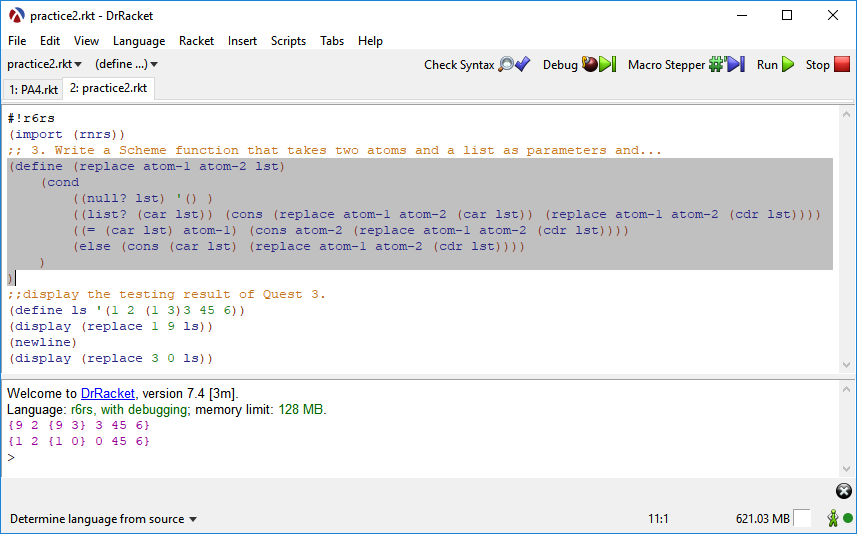 practice2.rkt - DrRacket
File Edit View Language Racket Insert Scripts Tabs Help
practice2.rkt (define ...) Check Syntax Debug Macro Stepper Run Stop
1: PA4.rkt 2: practice2.rkt
#!r6rs
(import (rnrs))
;; 3. Write a Scheme function that takes two atoms and a list as parameters and...
(define (replace atom-1 atom-2 lst)
    (cond
        ((null? lst) '() )
        ((list? (car lst)) (cons (replace atom-1 atom-2 (car lst)) (replace atom-1 atom-2 (cdr lst))))
        ((= (car lst) atom-1) (cons atom-2 (replace atom-1 atom-2 (cdr lst))))
        (else (cons (car lst) (replace atom-1 atom-2 (cdr lst))))
    )
)
;;display the testing result of Quest 3.
(define ls '(1 2 (1 3)3 45 6))
(display (replace 1 9 ls))
(newline)
(display (replace 3 0 ls))
Welcome to DrRacket, version 7.4 [3m].
Language: r6rs, with debugging; memory limit: 128 MB.
{9 2 {9 3} 3 45 6}
{1 2 {1 0} 0 45 6}
>
Determine language from source 11:1 621.03 MB